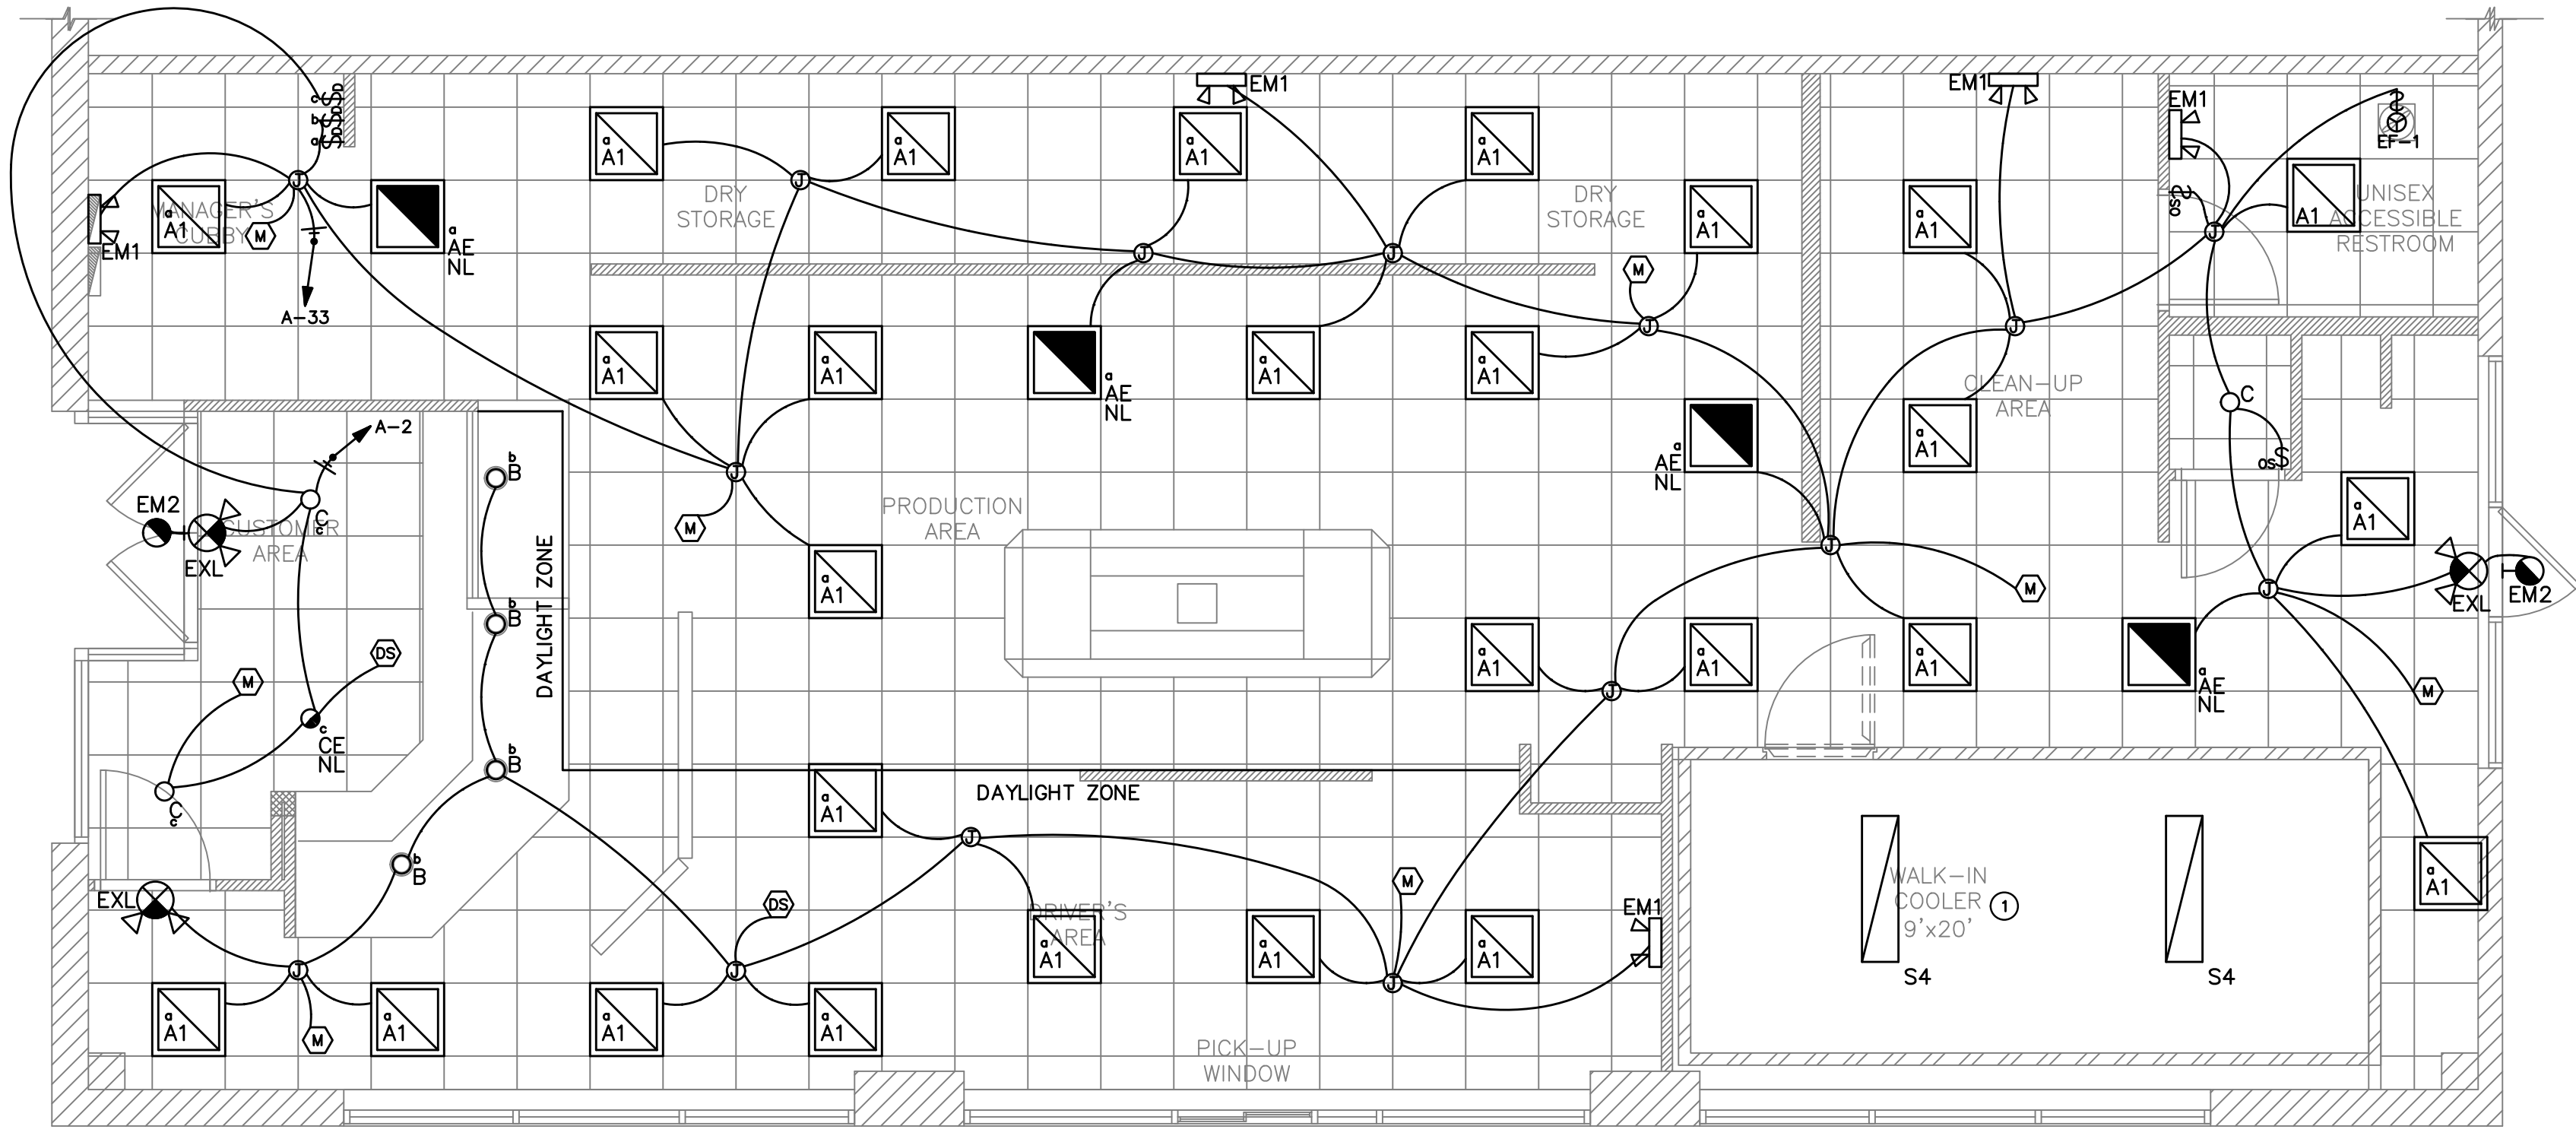 EM1
EM1
EM1
c $D
b $D
a $D
EF-1
a
A1
a
A1
a
A1
a
A1
J
J
MANAGER'S
CUBBY
a
A1
M
a
AE
NL
EM1
DRY
STORAGE
DRY
STORAGE
a
A1
a
A1
A1
UNISEX
ACCESSIBLE
RESTROOM
os $
J
J
J
M
A-33
J
J
a
A1
a
A1
a
AE
NL
a
A1
a
A1
CLEAN-UP
AREA
C
a
A1
A-2
a
AE
NL
os $
b
B
J
EM2
C
c
CUSTOMER
AREA
EXL
PRODUCTION
AREA
M
a
A1
J
DAYLIGHT ZONE
a
A1
M
J
EXL
EM2
b
B
DS
M
a
A1
a
A1
a
A1
a
AE
NL
M
J
c
CE
NL
b
B
C
c
DAYLIGHT ZONE
a
A1
J
b
B
EXL
DS
DRIVER'S
AREA
a
A1
M
a
A1
a
A1
EM1
WALK-IN
COOLER
9'x20'
1
a
A1
J
J
J
S4
S4
a
A1
a
A1
a
A1
a
A1
M
PICK-UP
WINDOW